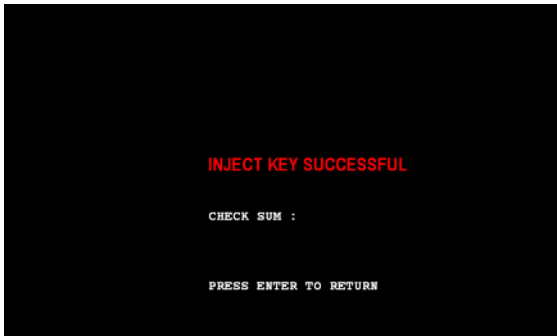 INJECT KEY SUCCESSFUL
CHECK SUM :
PRESS ENTER TO RETURN